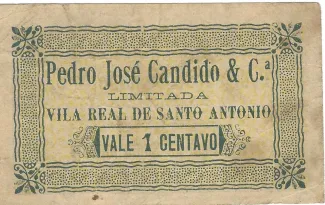 Pedro José Candido & C.ª
LIMITADA
VILA REAL DE SANTO ANTONIO
VALE 1 CENTAVO